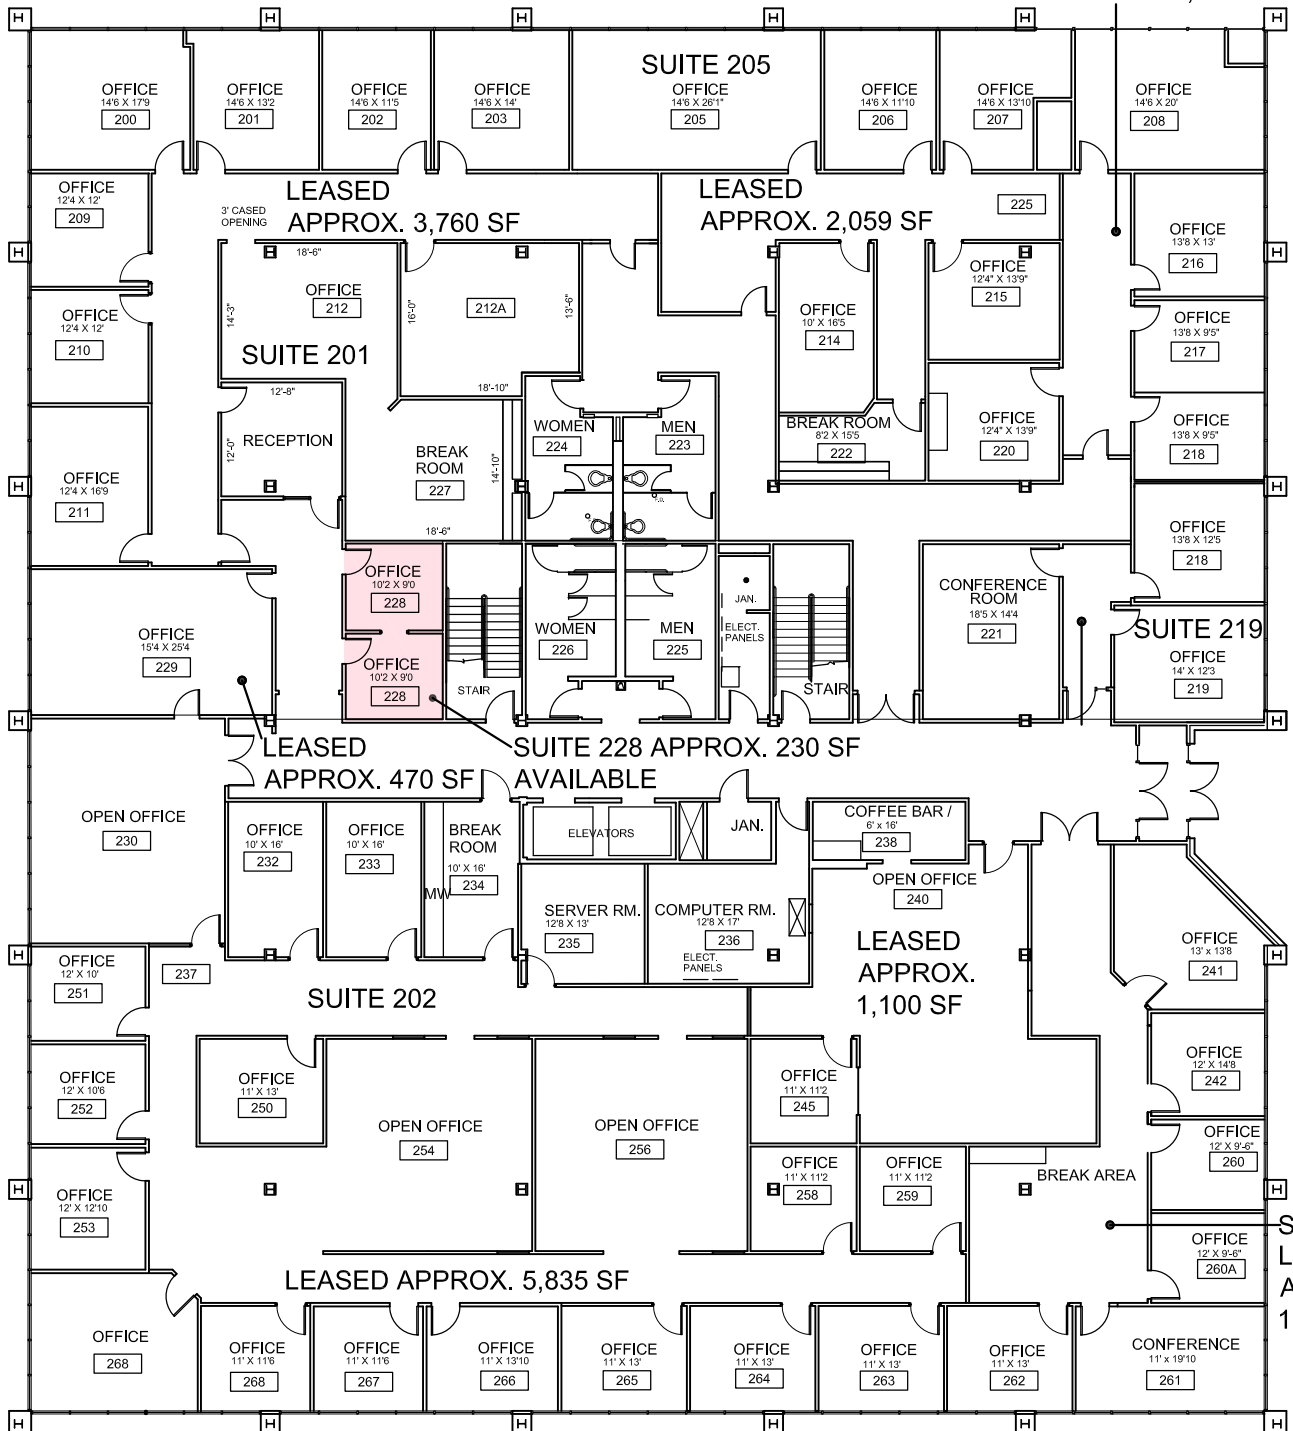 OFFICE
14'6 X 17'9
200
OFFICE
14'6 X 13'2
201
OFFICE
14'6 X 11'5
202
OFFICE
14'6 X 14'
203
SUITE 205
OFFICE
14'6 X 26'1"
205
OFFICE
14'6 X 11'10
206
OFFICE
14'6 X 13'10
207
OFFICE
14'6 X 20'
208
OFFICE
12'4 X 12'
209
3' CASED
OPENING
LEASED
APPROX. 3,760 SF
LEASED
APPROX. 2,059 SF
225
OFFICE
13'8 X 13'
216
18'-6"
OFFICE
212
14'-3"
16'-0"
212A
13'-6"
18'-10"
OFFICE
10' X 16'5
214
OFFICE
12'4" X 13'9"
215
OFFICE
12'4 X 12'
210
SUITE 201
OFFICE
13'8 X 9'5"
217
12'-8"
RECEPTION
12'-0"
BREAK
ROOM
227
14'-10"
18'-6"
WOMEN
224
MEN
223
BREAK ROOM
8'2 X 15'5
222
OFFICE
12'4" X 13'9"
220
OFFICE
13'8 X 9'5"
218
OFFICE
12'4 X 16'9
211
OFFICE
13'8 X 12'5
218
OFFICE
10'2 X 9'0
228
OFFICE
10'2 X 9'0
228
OFFICE
15'4 X 25'4
229
STAIR
WOMEN
226
MEN
225
JAN.
ELECT.
PANELS
STAIR
CONFERENCE
ROOM
18'5 X 14'4
221
SUITE 219
OFFICE
14' X 12'3
219
LEASED
APPROX. 470 SF
SUITE 228 APPROX. 230 SF
AVAILABLE
OPEN OFFICE
230
OFFICE
10' X 16'
232
OFFICE
10' X 16'
233
BREAK
ROOM
10' X 16'
234
MW
ELEVATORS
JAN.
COFFEE BAR /
6' x 16'
238
OPEN OFFICE
240
SERVER RM.
12'8 X 13'
235
COMPUTER RM.
12'8 X 17'
236
ELECT.
PANELS
LEASED
APPROX.
1,100 SF
OFFICE
13' x 13'8
241
OFFICE
12' X 10'
251
237
SUITE 202
OFFICE
12' X 10'6
252
OFFICE
11' X 13'
250
OPEN OFFICE
254
OPEN OFFICE
256
OFFICE
11' X 11'2
245
OFFICE
12' X 14'8
242
OFFICE
12' X 9'-6"
260
OFFICE
12' X 12'10
253
OFFICE
11' X 11'2
258
OFFICE
11' X 11'2
259
BREAK AREA
OFFICE
12' X 9'-6"
260A
S
L
A
1
LEASED APPROX. 5,835 SF
OFFICE
268
OFFICE
11' X 11'6
268
OFFICE
11' X 11'6
267
OFFICE
11' X 13'10
266
OFFICE
11' X 13'
265
OFFICE
11' X 13'
264
OFFICE
11' X 13'
263
OFFICE
11' X 13'
262
CONFERENCE
11' x 19'10
261